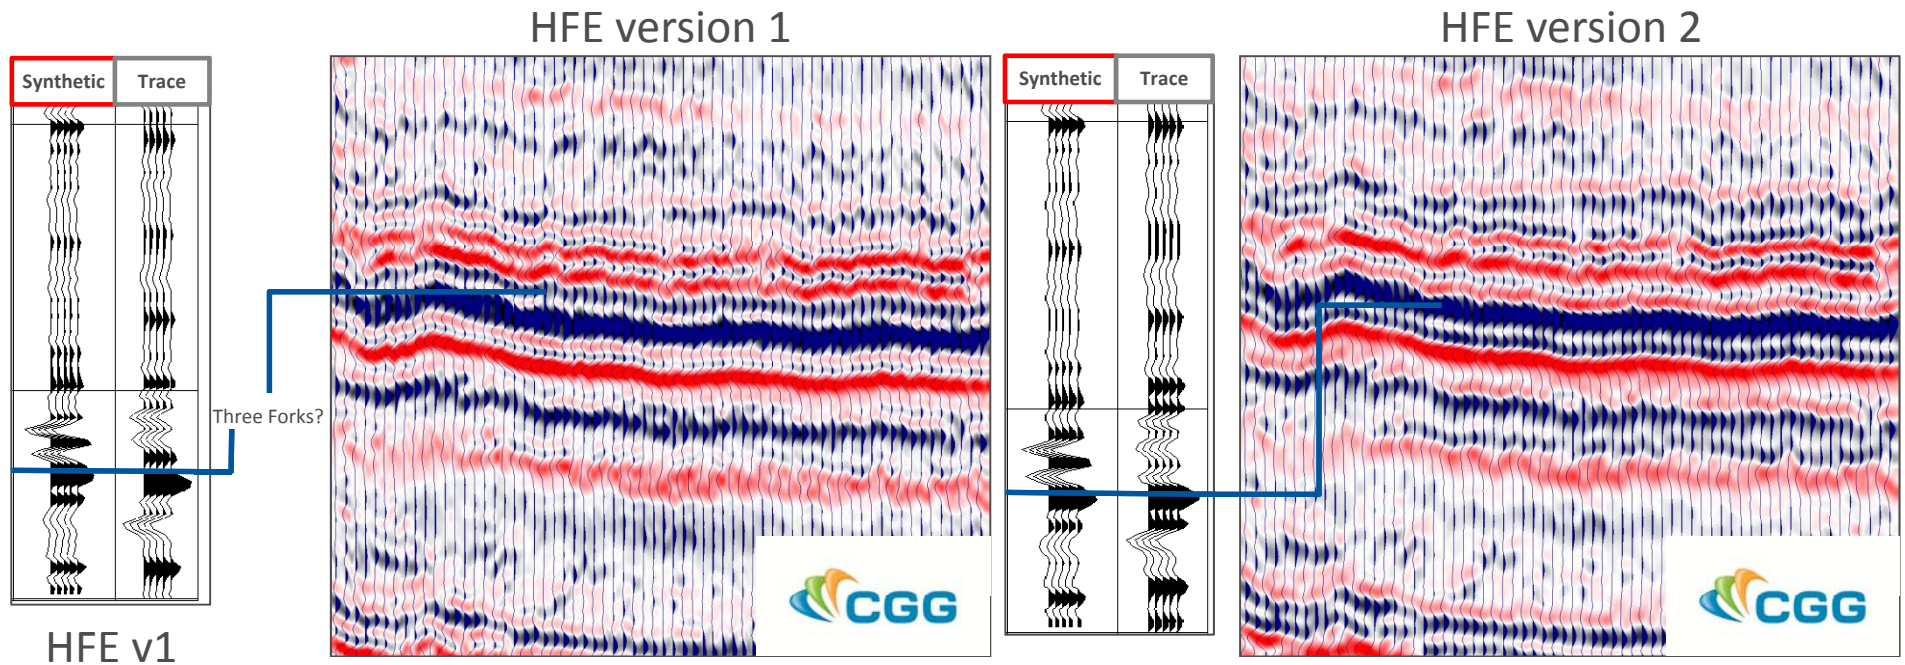 HFE version 1
HFE version 2
Synthetic Trace
Synthetic Trace
Three Forks?
CGG
CGG
HFE v1